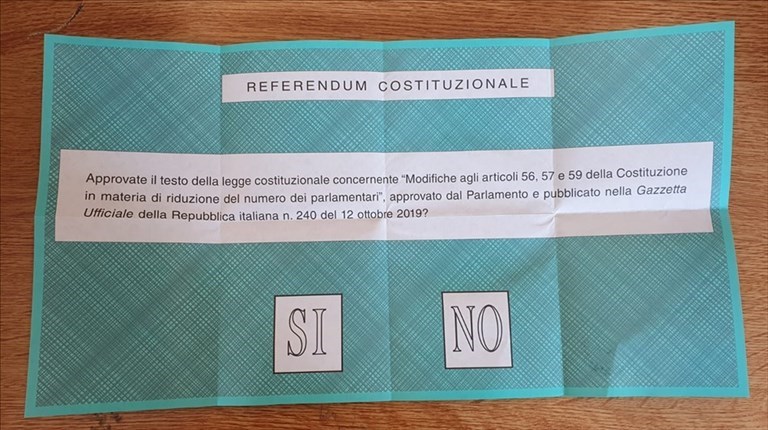 REFERENDUM COSTITUZIONALE
Approvate il testo della legge costituzionale concernente "Modifiche agli articoli 56, 57 e 59 della Costituzione
in materia di riduzione del numero dei parlamentari", approvato dal Parlamento e pubblicato nella Gazzetta
Ufficiale della Repubblica italiana n. 240 del 12 ottobre 2019?
SI NO